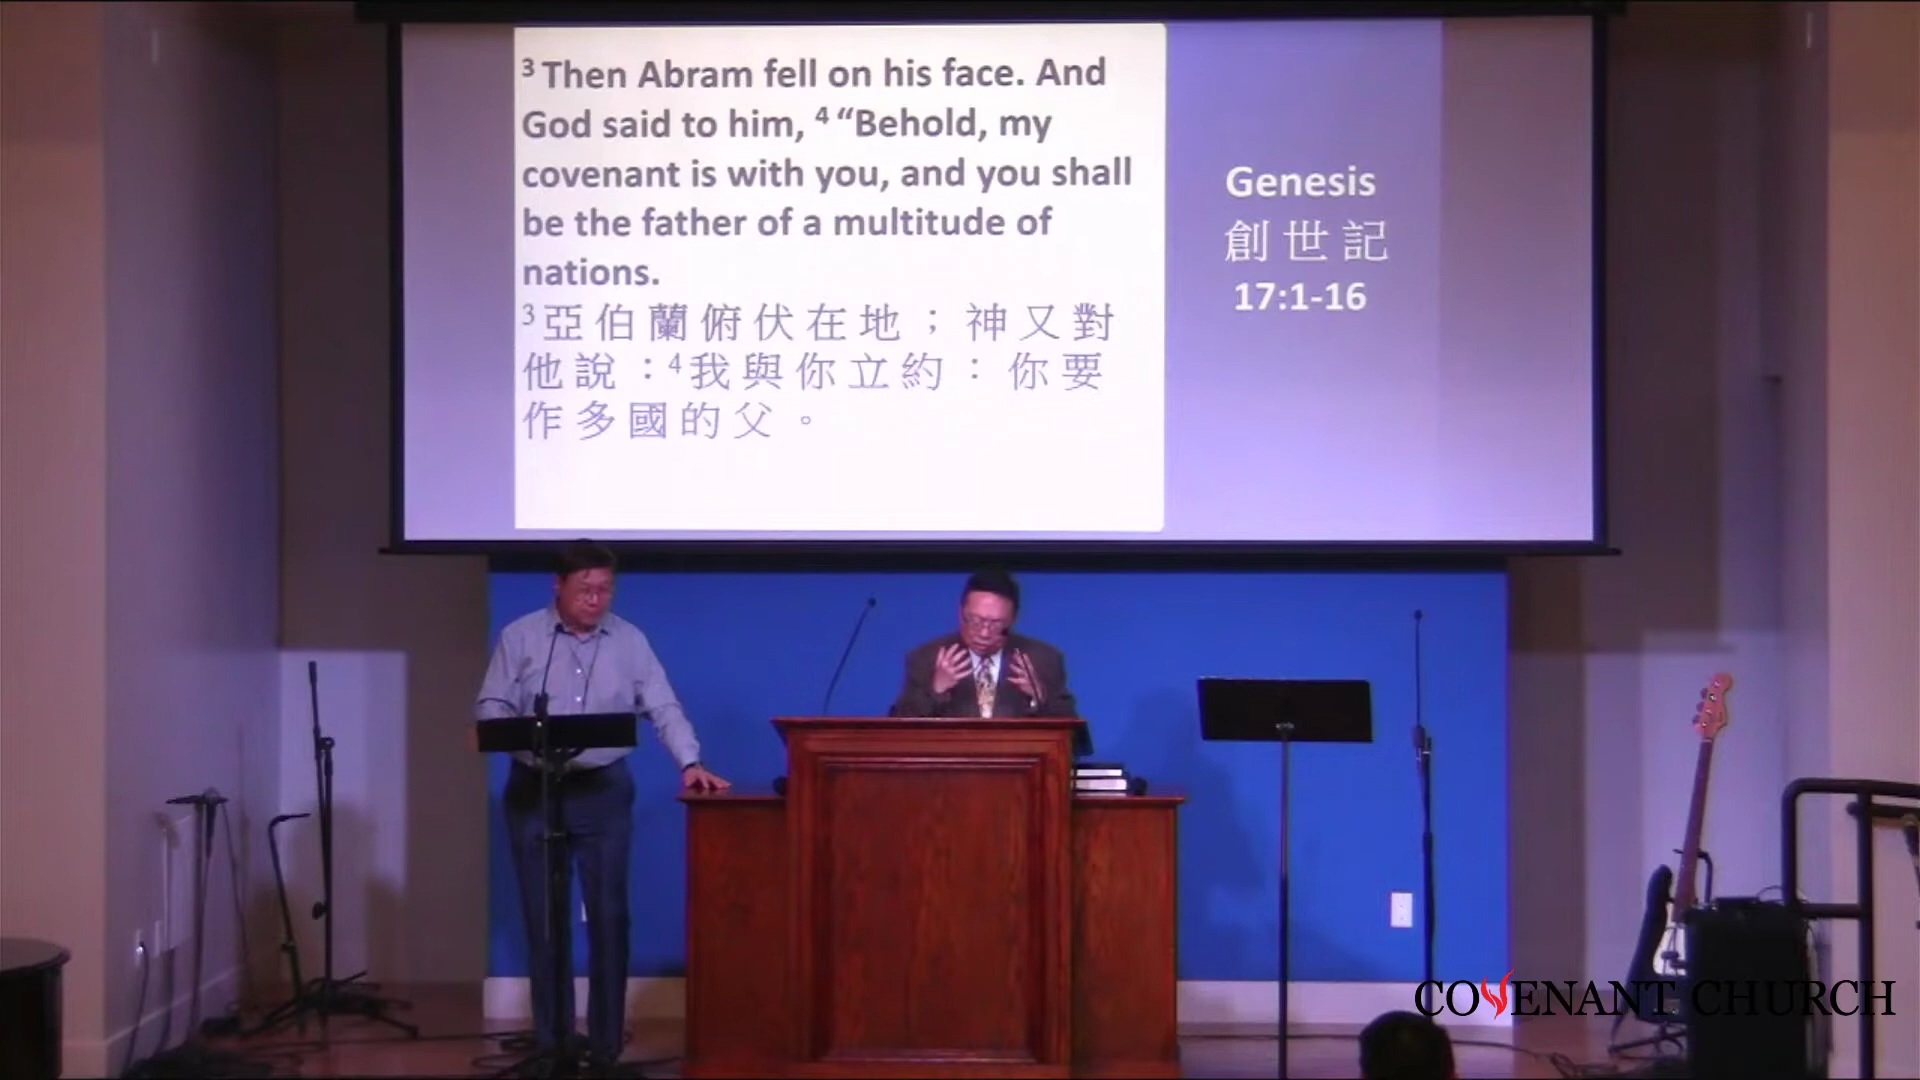 3 Then Abram fell on his face. And
God said to him, 4 “Behold, my
covenant is with you, and you shall
be the father of a multitude of
nations.
3 亞伯蘭俯伏在地；神又對
他說：4 我與你立約：你要
作多國的父。
Genesis
創世記
17:1-16
COVENANT CHURCH